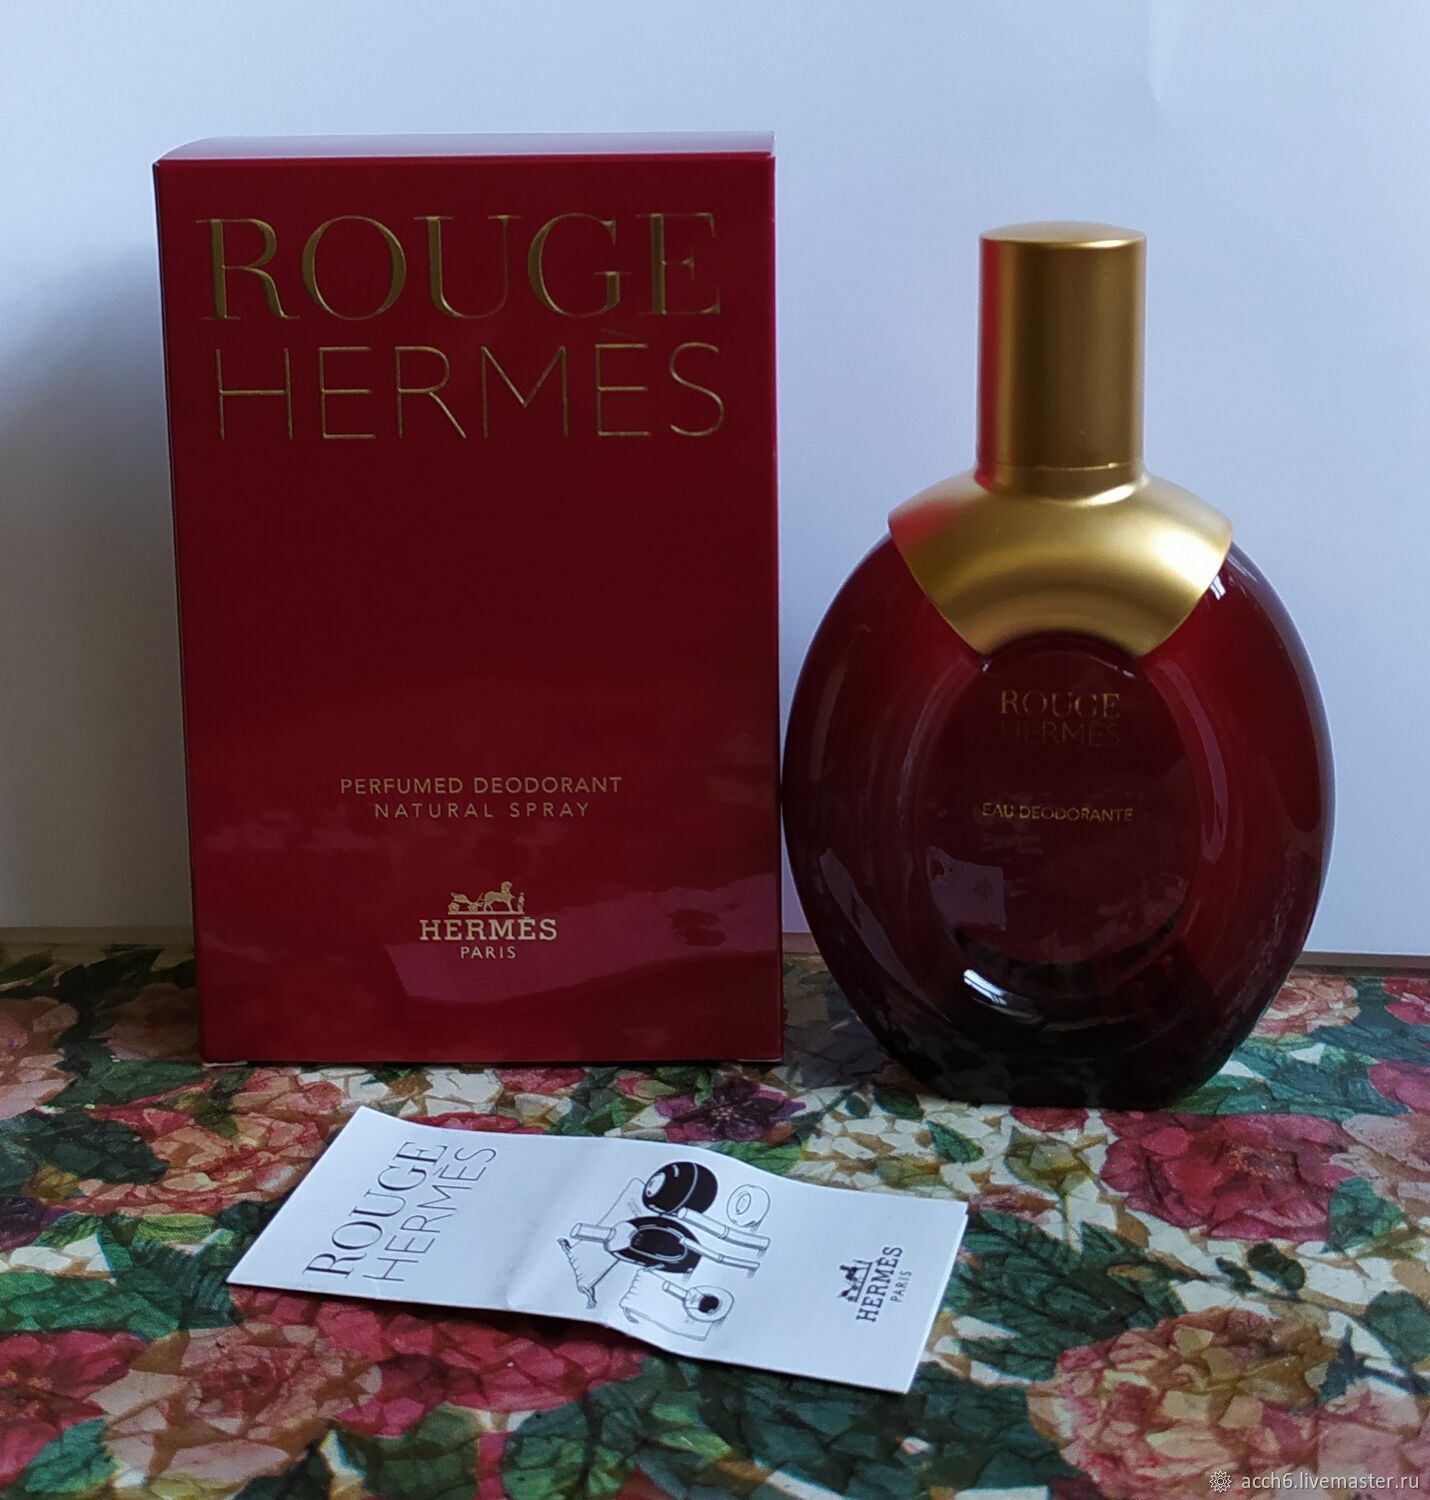 ROUGE
HERMÈS
PERFUMED DEODORANT
NATURAL SPRAY
HERMÈS
PARIS
ROUGE
HERMÈS
EAU DEODORANTE
ROUGE
HERMÈS
HERMÈS
PARIS
acch6.livemaster.ru